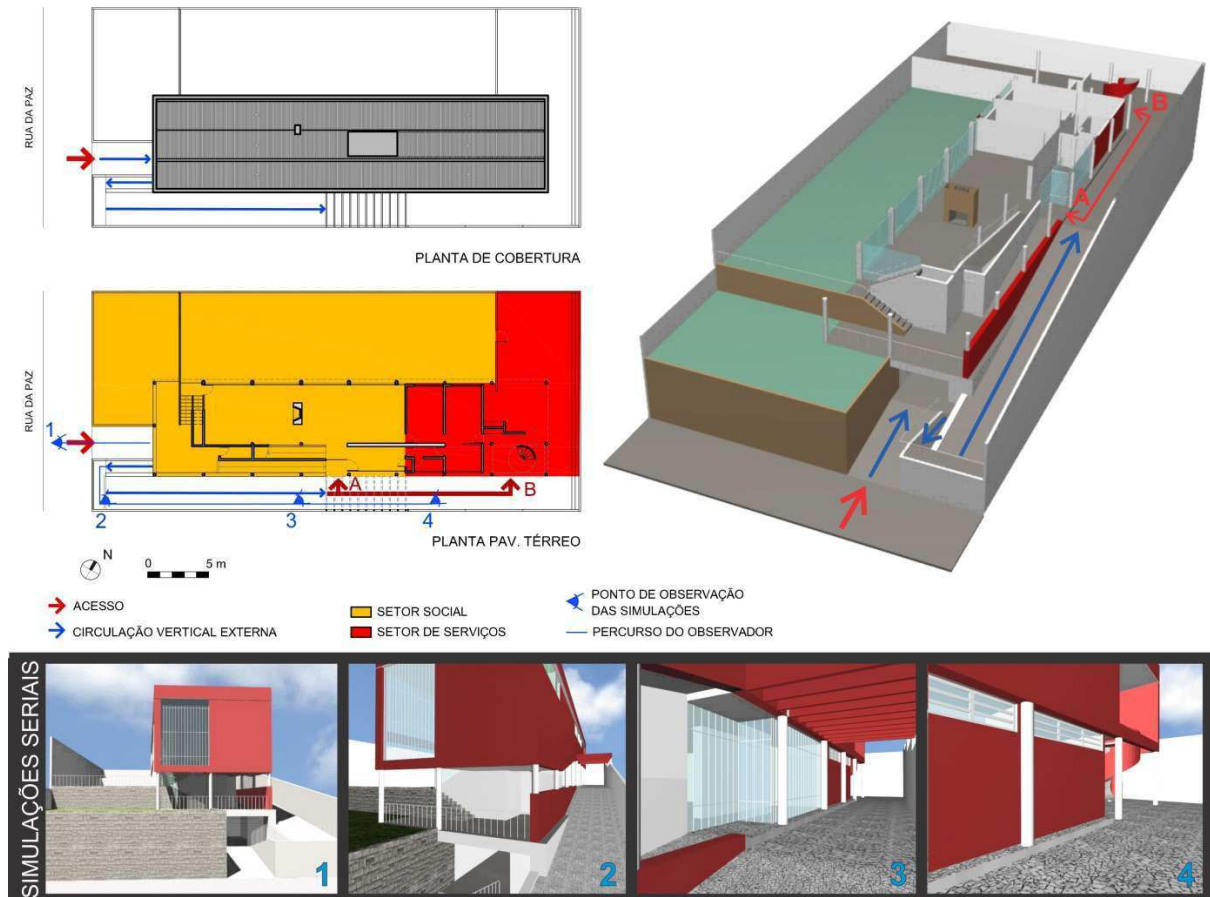 RUA DA PAZ
PLANTA DE COBERTURA
RUA DA PAZ
1
A
B
2
3
4
PLANTA PAV. TÉRREO
N
0 5 m
A
B
ACESSO
CIRCULAÇÃO VERTICAL EXTERNA
SETOR SOCIAL
SETOR DE SERVIÇOS
PONTO DE OBSERVAÇÃO
DAS SIMULAÇÕES
PERCURSO DO OBSERVADOR
SIMULAÇÕES SERIAIS
1
2
3
4